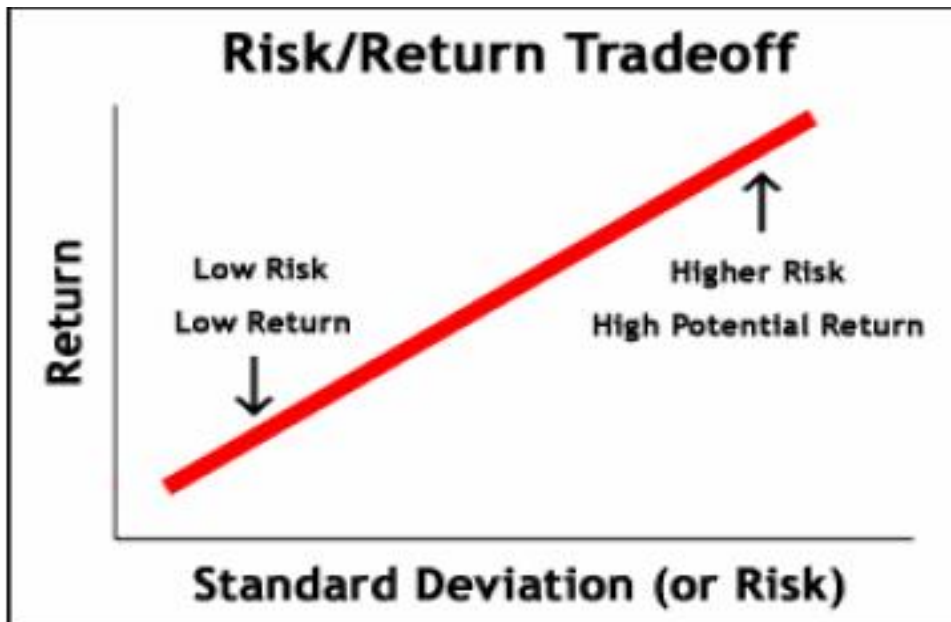 Risk/Return Tradeoff
Return
Low Risk
Low Return
Higher Risk
High Potential Return
Standard Deviation (or Risk)